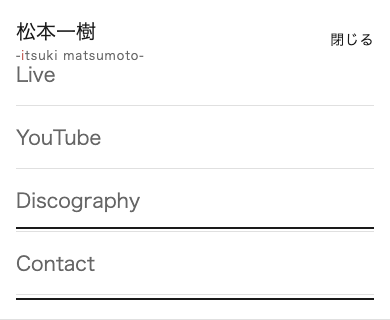 松本一樹
閉じる
-itsuki matsumoto-
Live
YouTube
Discography
Contact